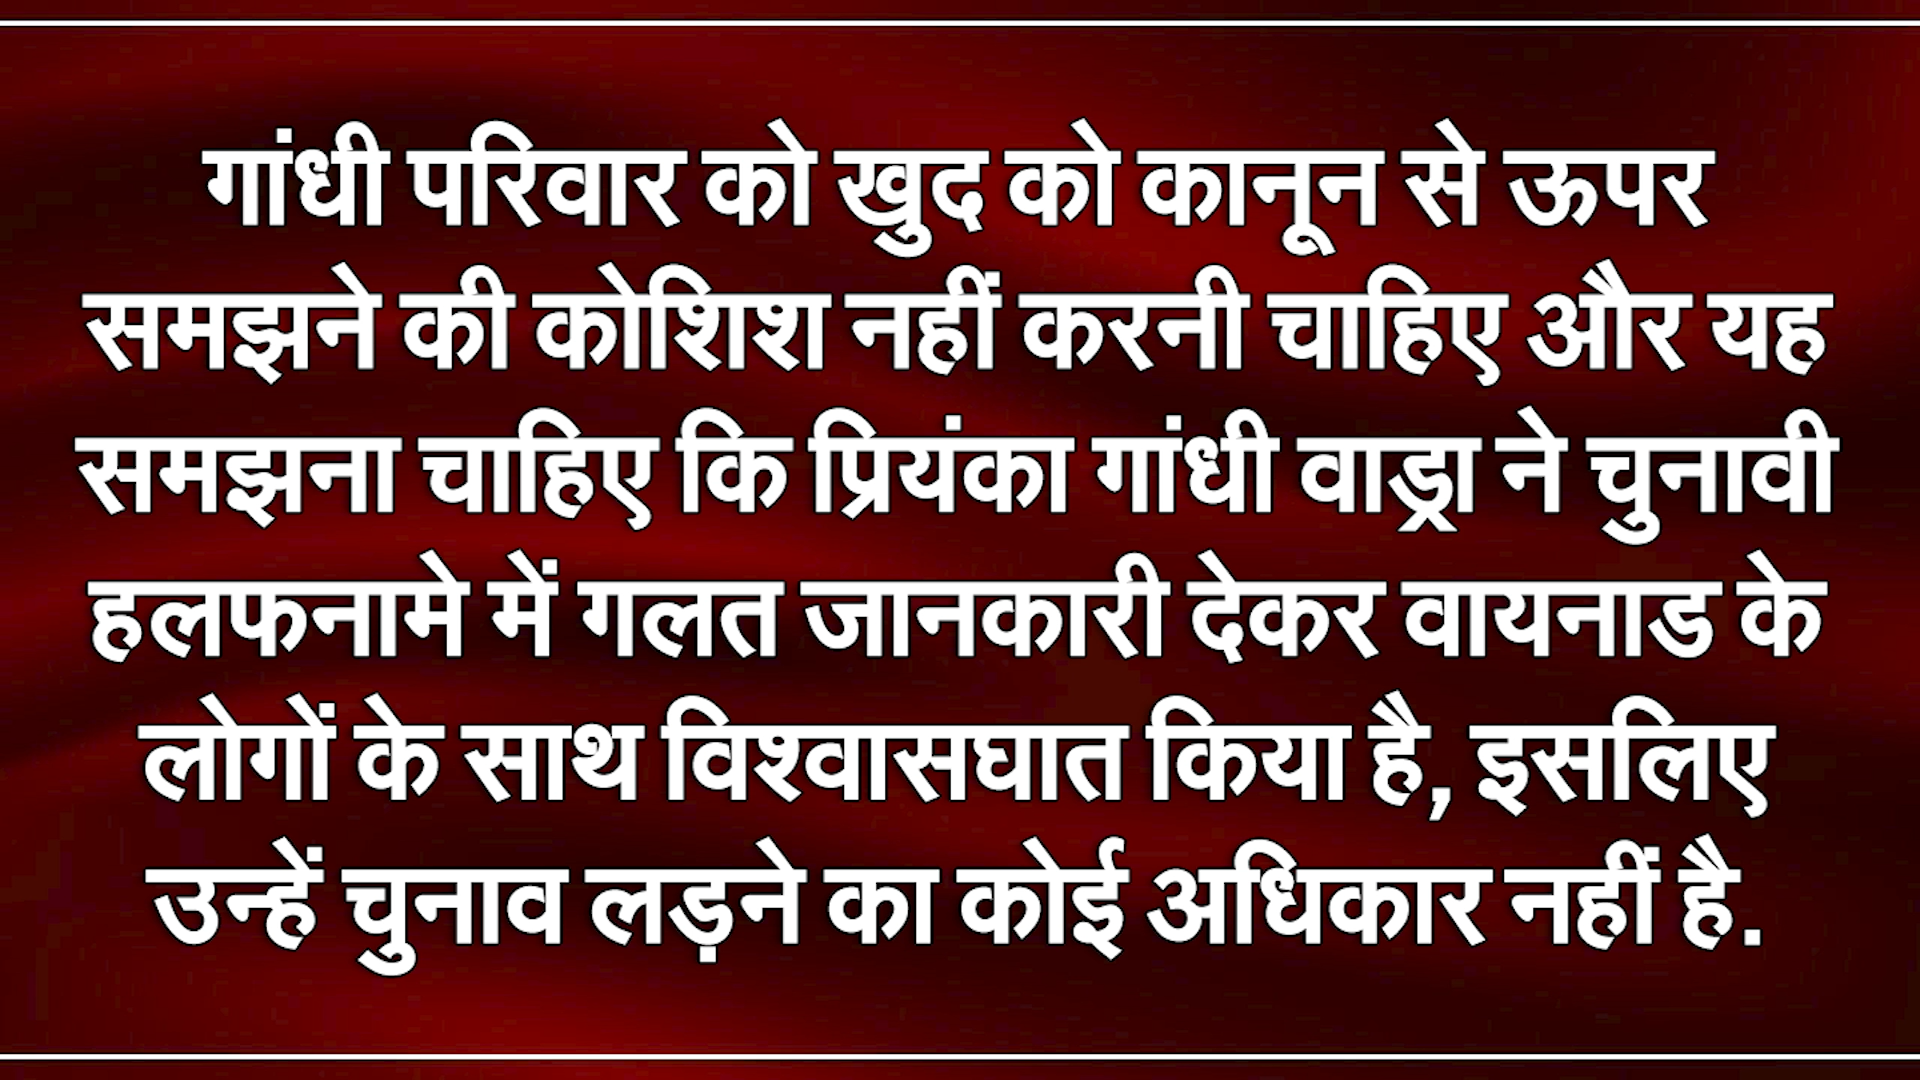 गांधी परिवार को खुद को कानून से ऊपर
समझने की कोशिश नहीं करनी चाहिए और यह
समझना चाहिए कि प्रियंका गांधी वाड्रा ने चुनावी
हलफनामे में गलत जानकारी देकर वायनाड के
लोगों के साथ विश्वासघात किया है, इसलिए
उन्हें चुनाव लड़ने का कोई अधिकार नहीं है.